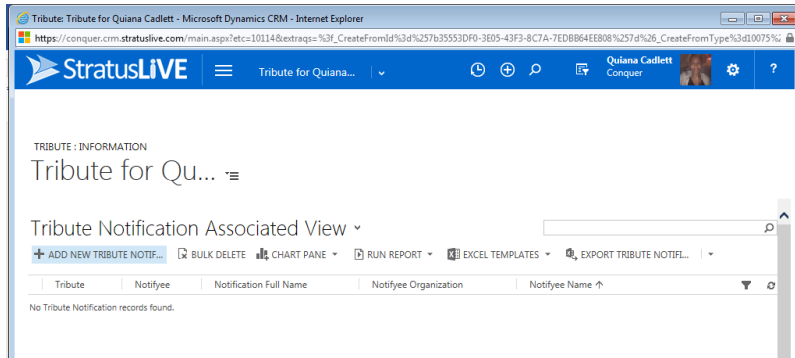 Tribute: Tribute for Quiana Cadlett - Microsoft Dynamics CRM - Internet Explorer
https://conquer.crm.stratuslive.com/main.aspx?etc=10114&extraqs=%3f_CreateFromId%3d%257b35553DF0-3E05-43F3-8C7A-7EDBB64EE808%257d%26_CreateFromType%3d10075%2
StratusLiVE Tribute for Quiana... Quiana Cadlett ?
Conquer
TRIBUTE : INFORMATION
Tribute for Qu...
Tribute Notification Associated View
ADD NEW TRIBUTE NOTIF... BULK DELETE CHART PANE RUN REPORT EXCEL TEMPLATES EXPORT TRIBUTE NOTIFI...
Tribute Notifyee Notification Full Name Notifyee Organization Notifyee Name ↑
No Tribute Notification records found.